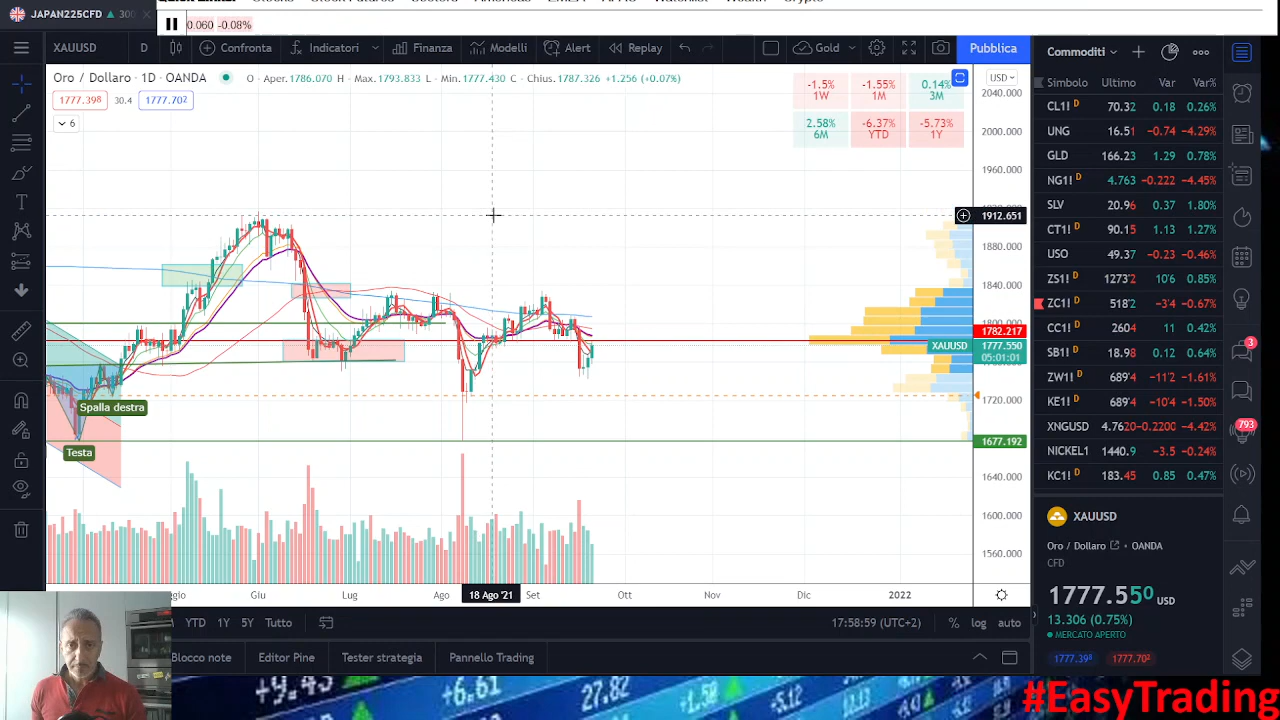 JAPAN225CFD ▲ 300
0.060 -0.08%
XAUUSD D Confronta Indicatori Finanza Modelli Alert Replay Gold Pubblica
Oro / Dollaro · 1D · OANDA O - Aper.1786.070 H - Max.1793.833 L - Min.1777.430 C - Chius.1787.326 +1.256 (+0.07%)
1777.398 30.4 1777.702
6
USD
-1.5% 1W
-1.55% 1M
0.14% 3M
2.58% 6M
-6.37% YTD
-5.73% 1Y
2040.000
2000.000
1960.000
1912.651
1880.000
1840.000
1782.217
XAUUSD 1777.550
05:01:01
1720.000
1677.192
1640.000
1600.000
1560.000
Spalla destra
Testa
Giu Lug Ago 18 Ago '21 Set Ott Nov Dic 2022
YTD 1Y 5Y Tutto 17:58:59 (UTC+2) % log auto
Blocco note Editor Pine Tester strategia Pannello Trading
Commoditi
Simbolo Ultimo Var Var%
CL1! D 70.32 0.18 0.26%
UNG 16.51 -0.74 -4.29%
GLD 166.23 1.29 0.78%
NG1! D 4.763 -0.222 -4.45%
SLV 20.96 0.37 1.80%
CT1! D 90.15 1.13 1.27%
USO 49.37 -0.23 -0.46%
ZS1! D 1273'2 10'6 0.85%
ZC1! D 518'2 -3'4 -0.67%
CC1! D 2604 11 0.42%
SB1! D 18.98 0.12 0.64%
ZW1! D 689'4 -11'2 -1.61%
KE1! D 689'4 -10'4 -1.50%
XNGUSD 4.7620 -0.2200 -4.42%
NICKEL1 1440.9 -3.5 -0.24%
KC1! D 183.45 0.85 0.47%
XAUUSD
Oro / Dollaro · OANDA
CFD
1777.550 USD
13.306 (0.75%)
MERCATO APERTO
1777.398 1777.702
3
793
+6.61
#EasyTrading